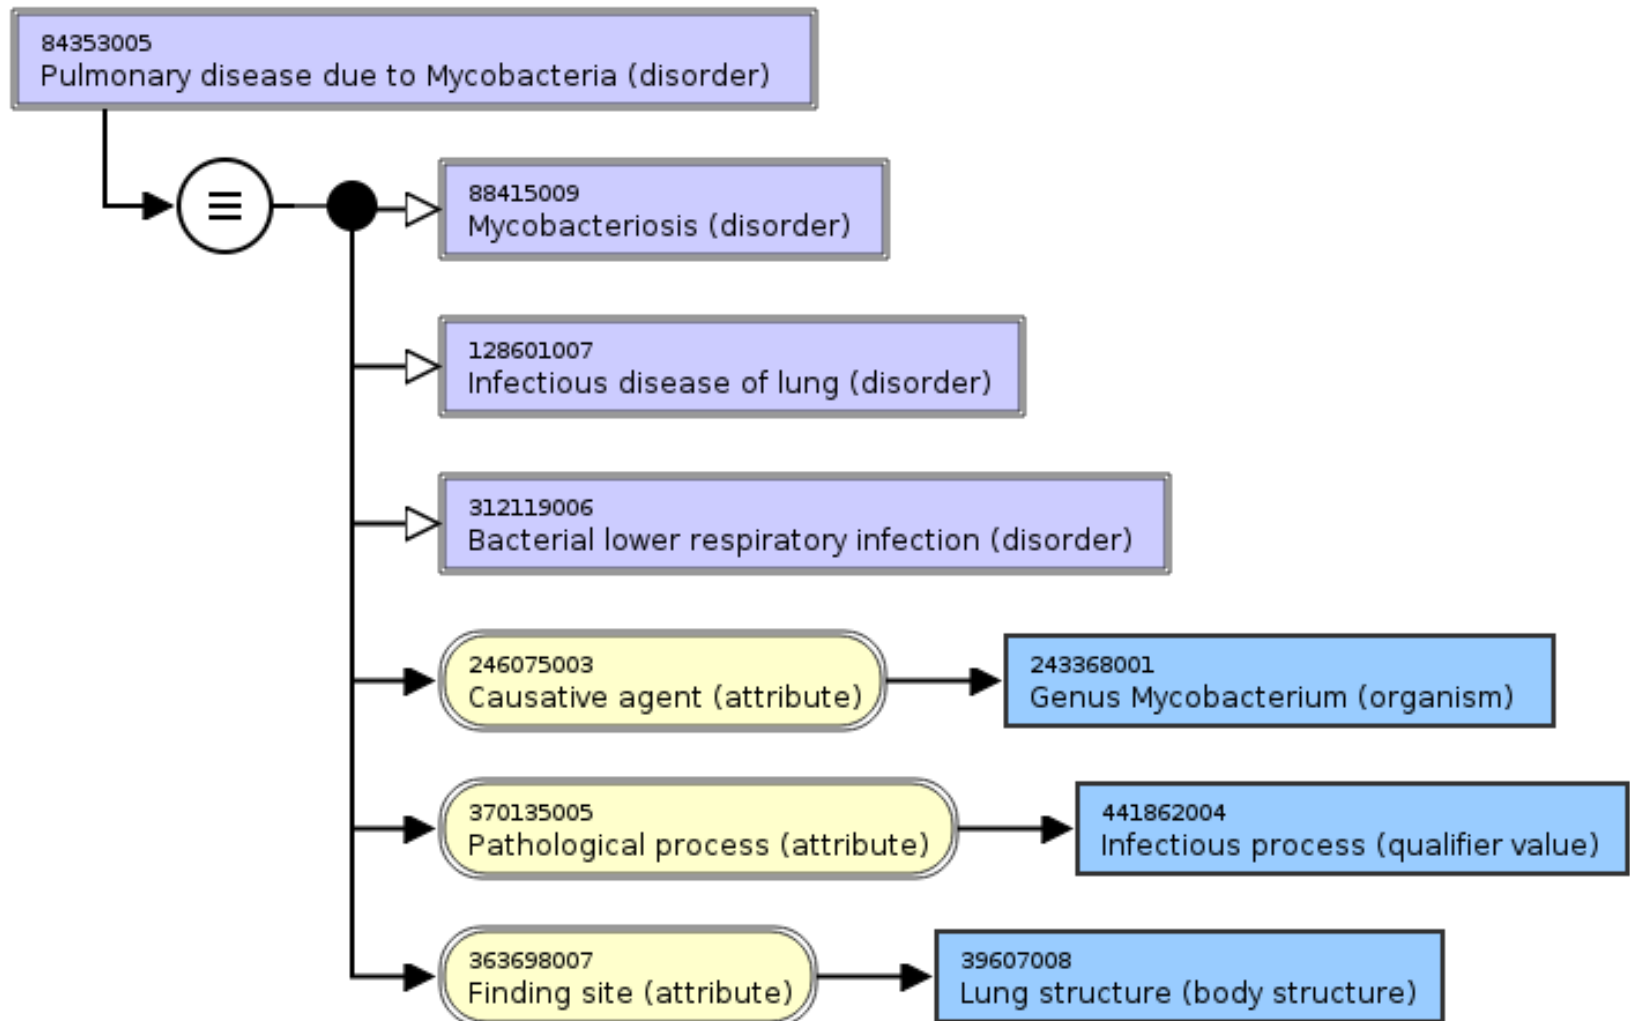 84353005
Pulmonary disease due to Mycobacteria (disorder)
88415009
Mycobacteriosis (disorder)
128601007
Infectious disease of lung (disorder)
312119006
Bacterial lower respiratory infection (disorder)
246075003
Causative agent (attribute)
243368001
Genus Mycobacterium (organism)
370135005
Pathological process (attribute)
441862004
Infectious process (qualifier value)
363698007
Finding site (attribute)
39607008
Lung structure (body structure)